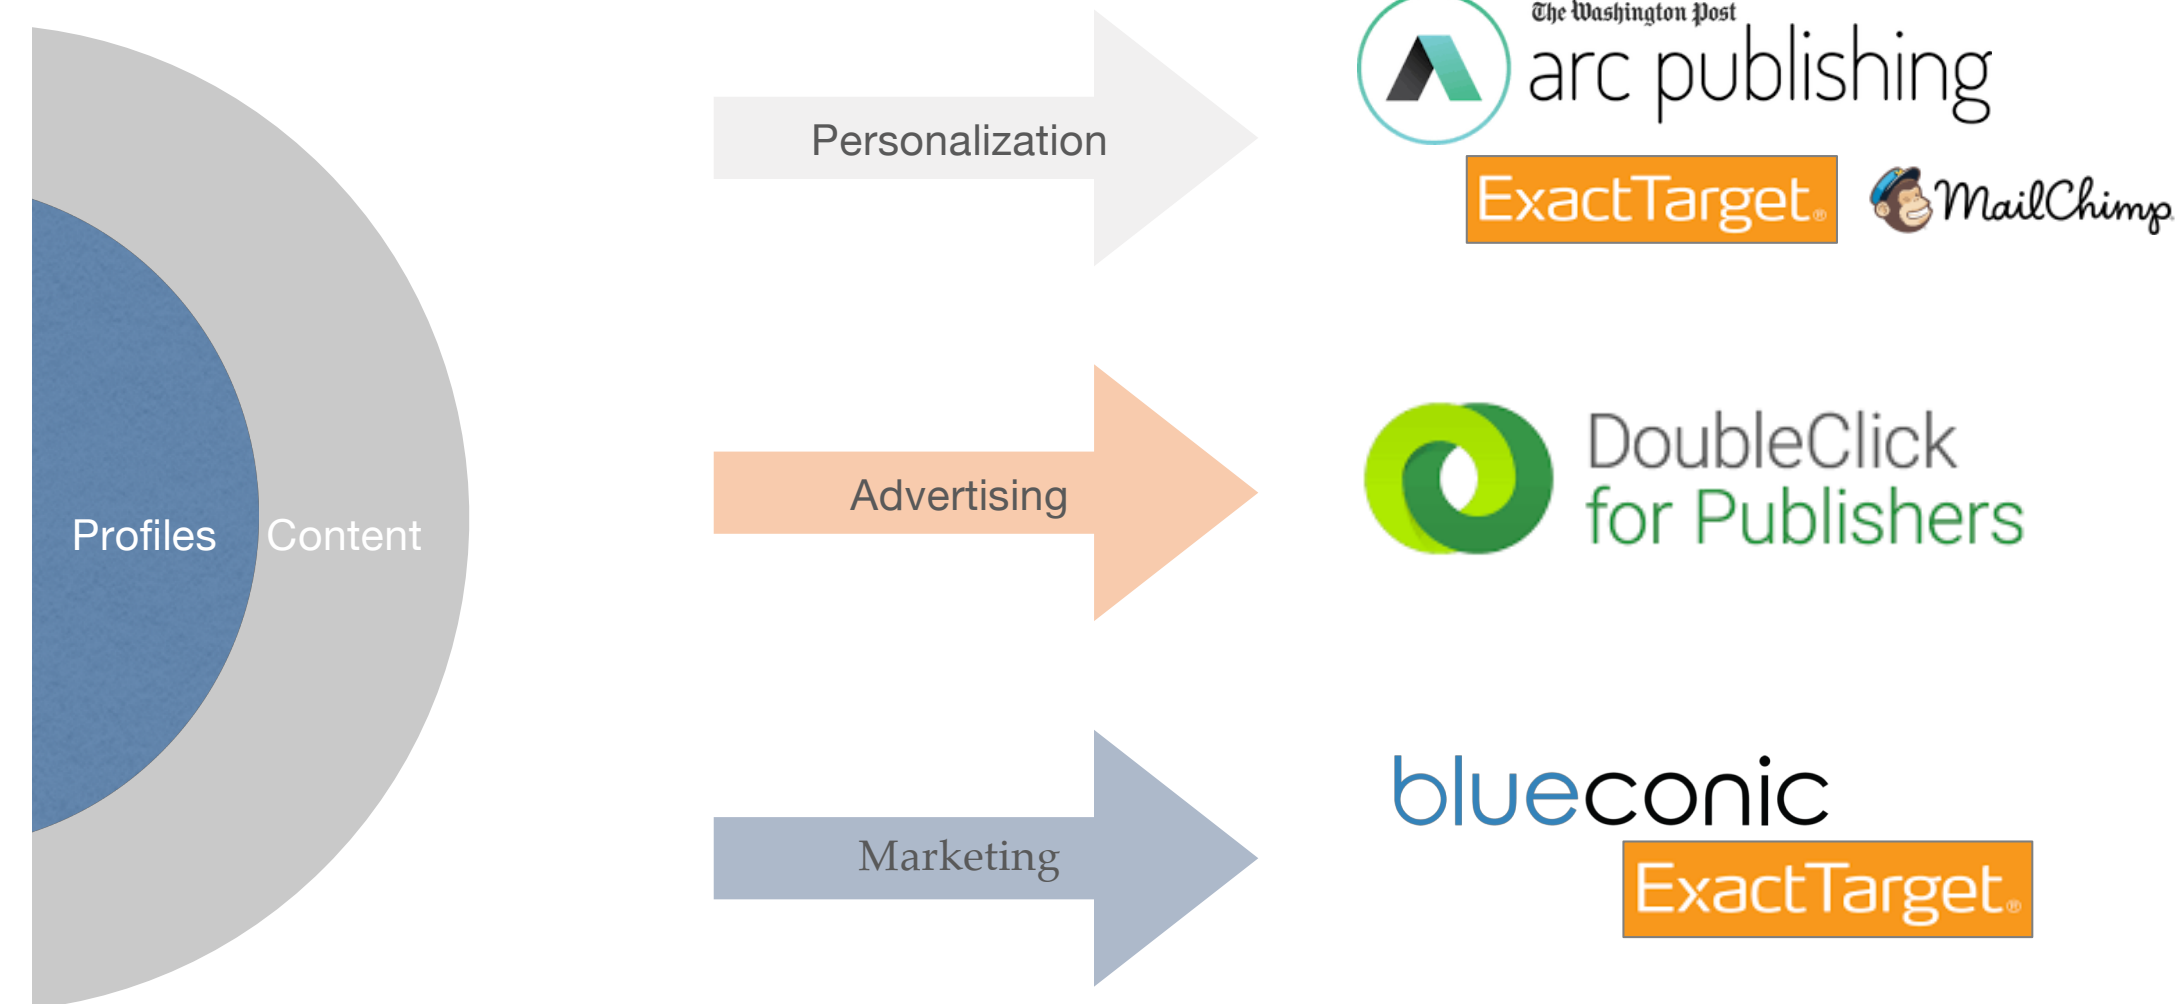 The Washington Post
arc publishing
Personalization
ExactTarget®
MailChimp
DoubleClick
for Publishers
Advertising
Profiles
Content
blueconic
Marketing
ExactTarget®